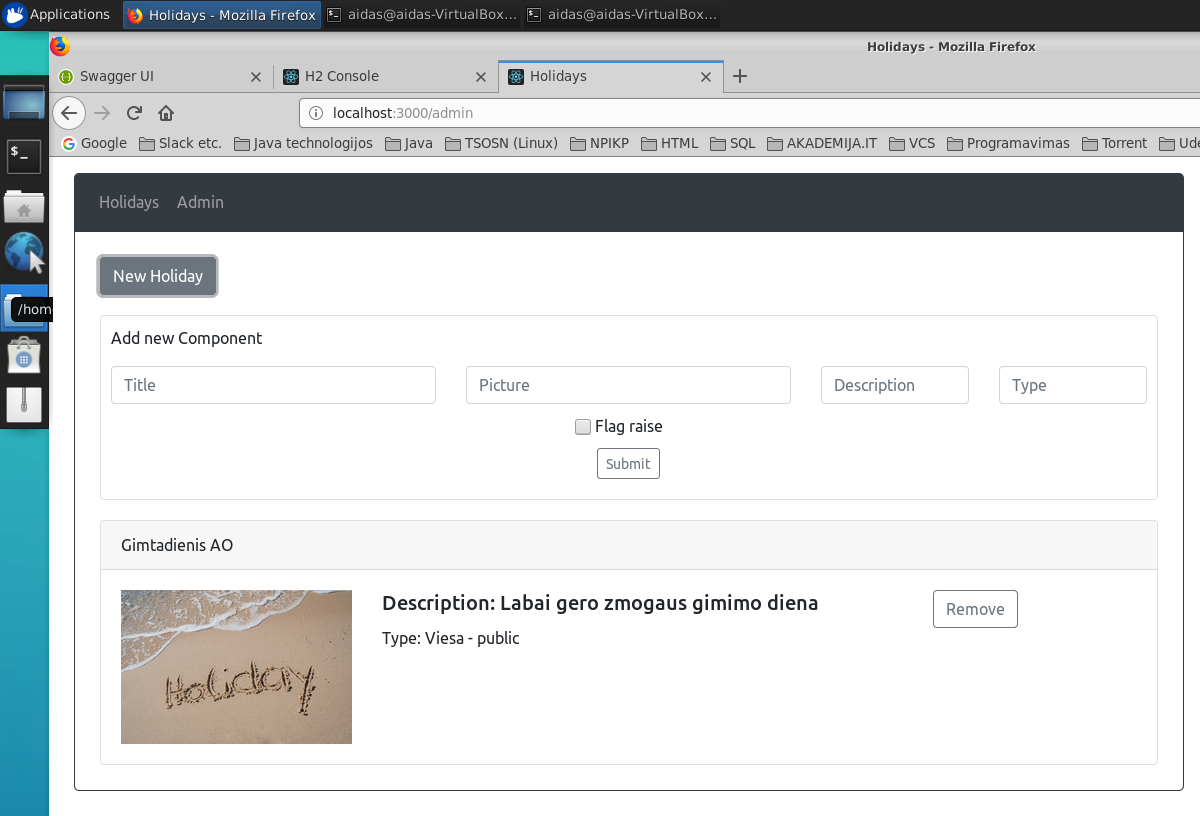 Applications Holidays - Mozilla Firefox aidas@aidas-VirtualBox... aidas@aidas-VirtualBox...
Holidays - Mozilla Firefox
Swagger UI H2 Console Holidays
localhost:3000/admin
Google Slack etc. Java technologijos Java TSOSN (Linux) NPIKP HTML SQL AKADEMIJA.IT VCS Programavimas Torrent
Holidays Admin
New Holiday
/hom
Add new Component
Title Picture Description Type
Flag raise
Submit
Gimtadienis AO
Holiday
Description: Labai gero zmogaus gimimo diena
Remove
Type: Viesa - public